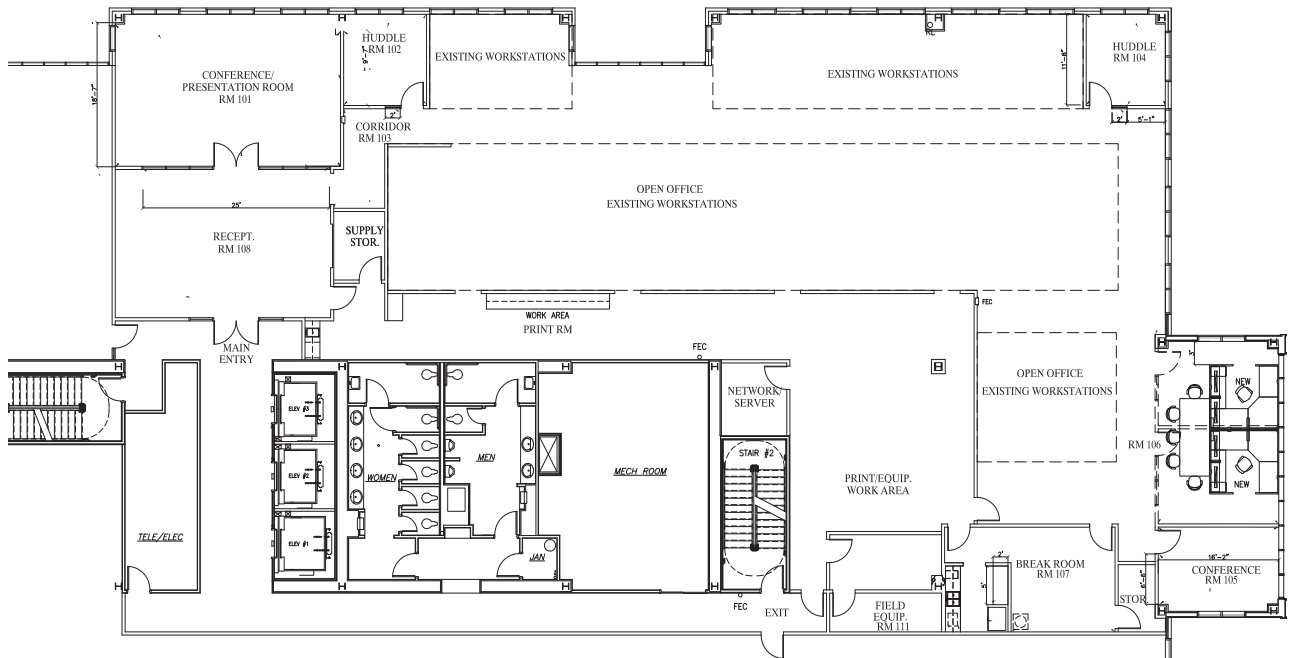 HUDDLE
RM 102
9'-1"
EXISTING WORKSTATIONS
EXISTING WORKSTATIONS
11'-8"
HUDDLE
RM 104
CONFERENCE/
PRESENTATION ROOM
RM 101
18'-7"
2'
CORRIDOR
RM 103
2'
5'-1"
OPEN OFFICE
EXISTING WORKSTATIONS
25"
RECEPT.
RM 108
SUPPLY
STOR.
WORK AREA
PRINT RM
FEC
MAIN
ENTRY
FEC
OPEN OFFICE
EXISTING WORKSTATIONS
NEW
NETWORK/
SERVER
ELEV #3
RM 106
STAIR #2
MEN
WOMEN
MECH ROOM
ELEV #2
PRINT/EQUIP.
WORK AREA
NEW
TELE/ELEC
ELEV #1
JAN
2'
5'
BREAK ROOM
RM 107
16'-2"
CONFERENCE
RM 105
6'-6"
STOR.
FEC
EXIT
FIELD
EQUIP.
RM 111